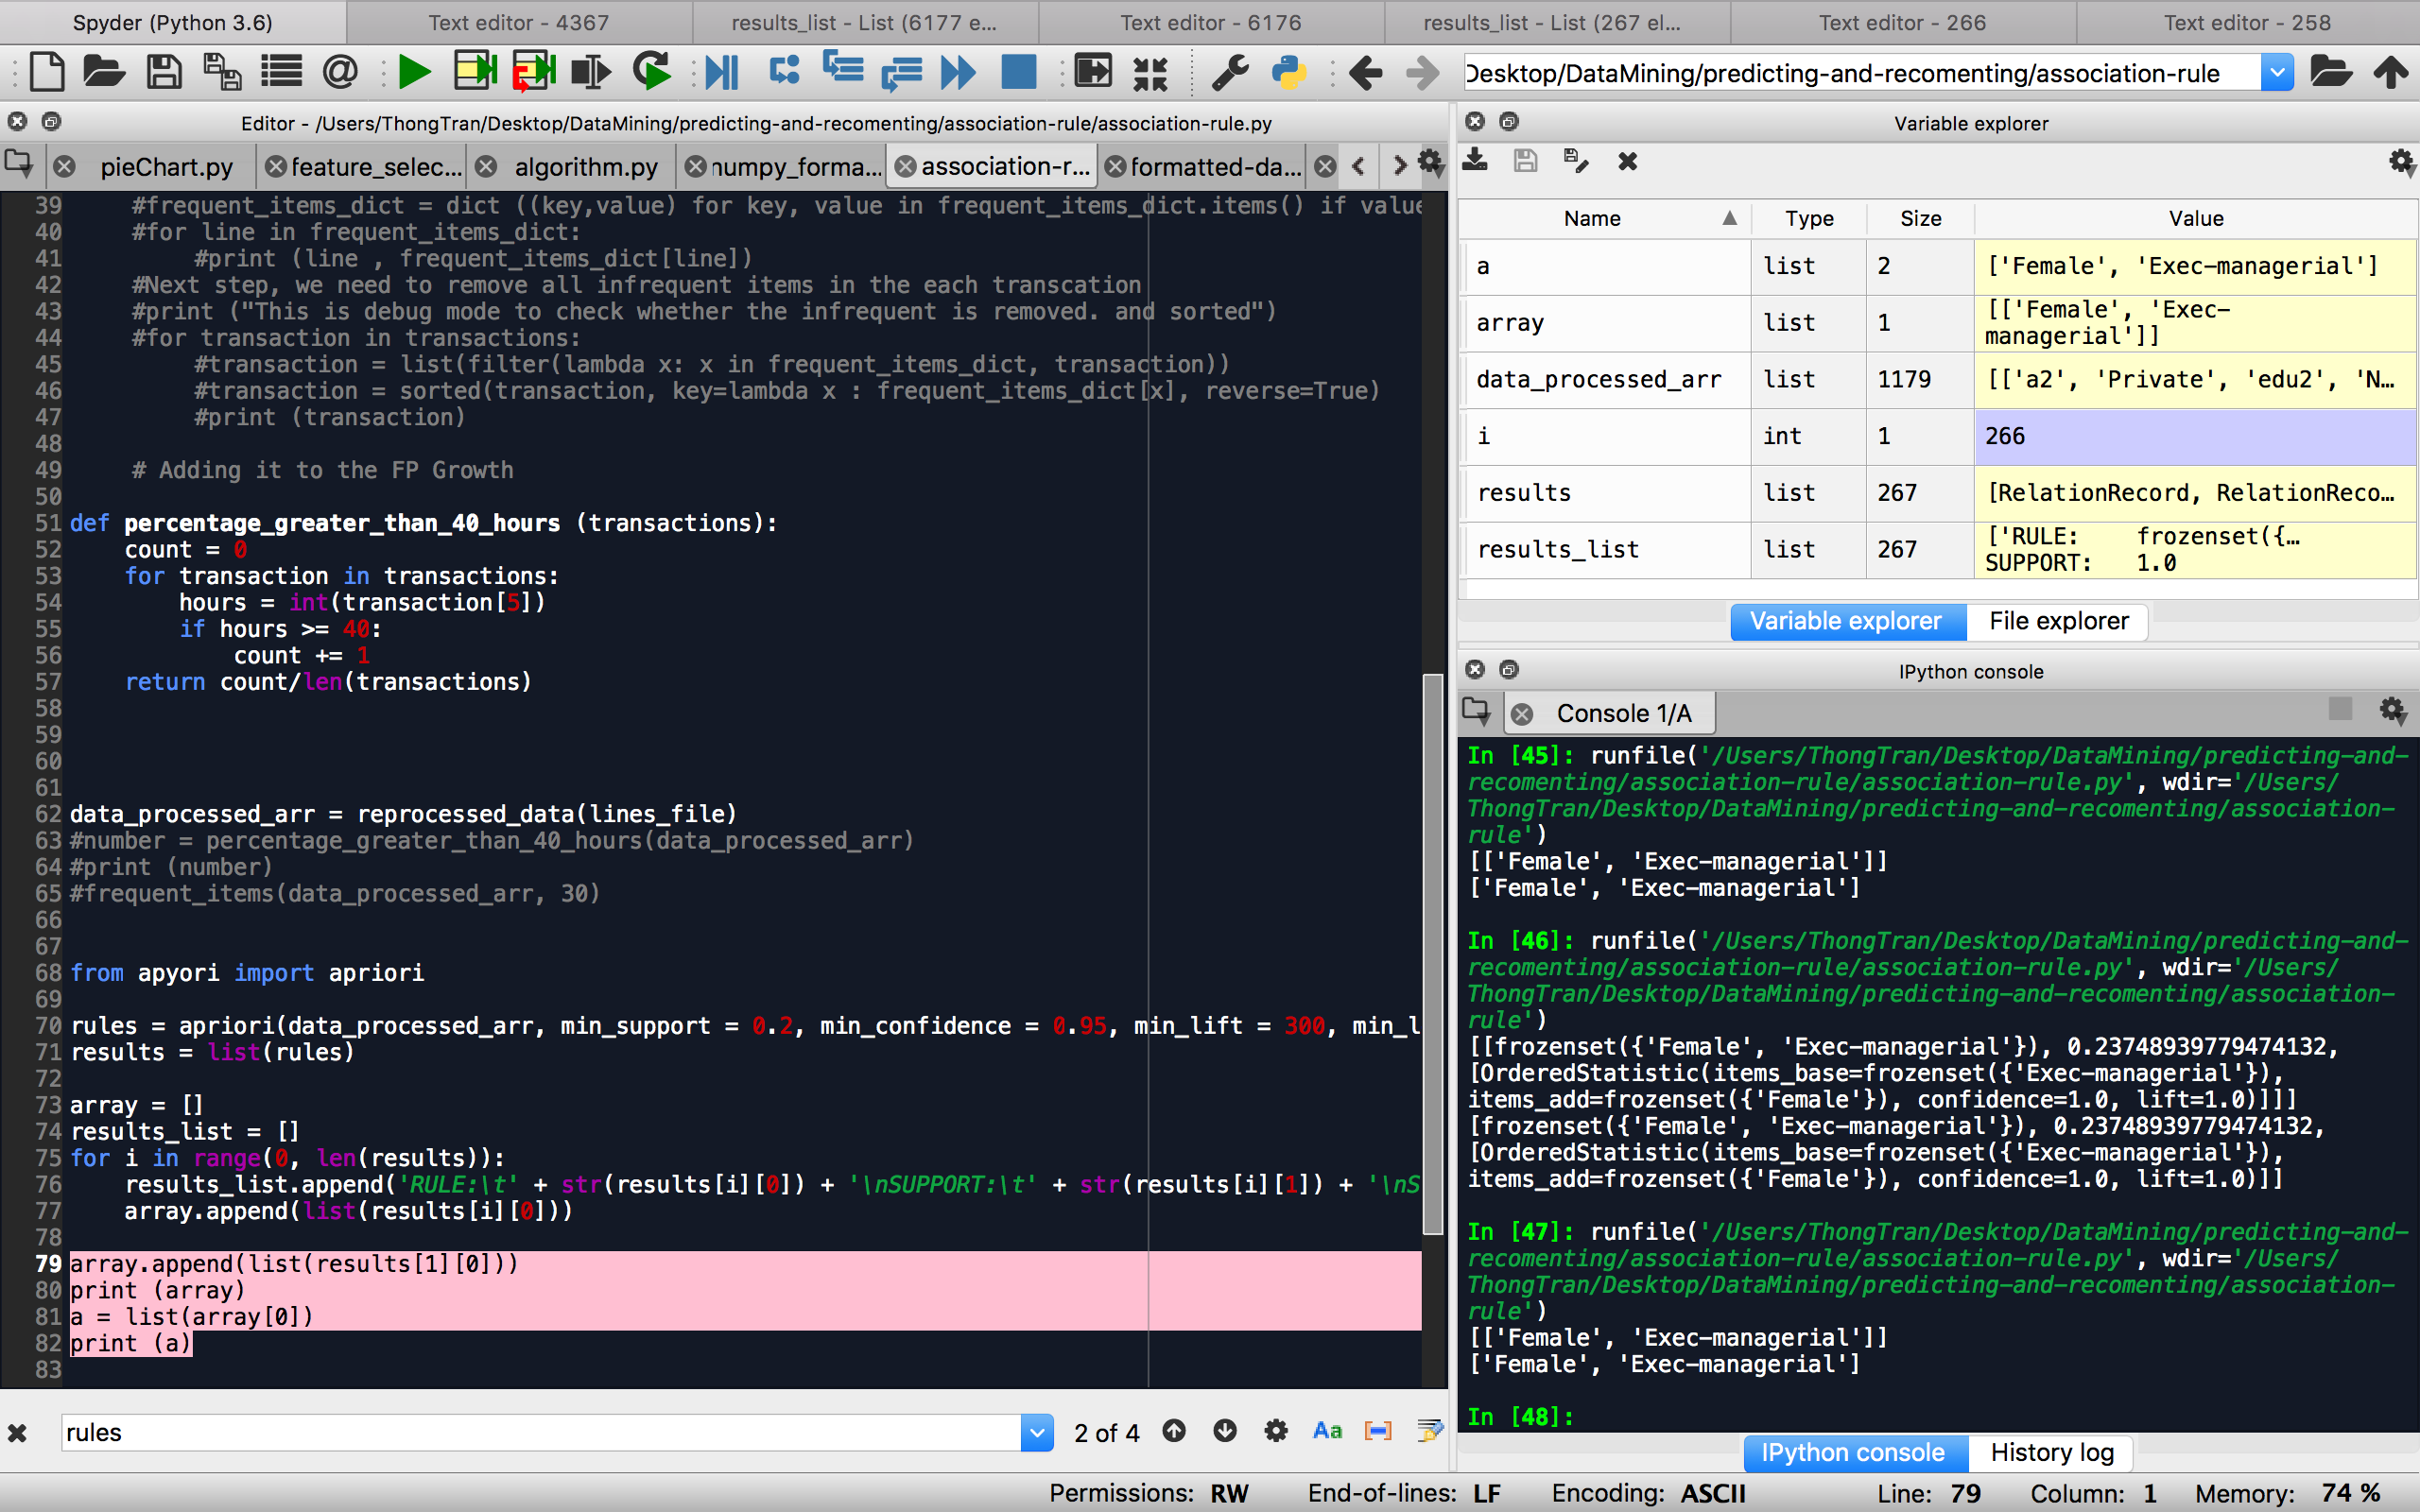 Spyder (Python 3.6)
Text editor - 4367
results_list - List (6177 e...
Text editor - 6176
results_list - List (267 el...
Text editor - 266
Text editor - 258
Desktop/DataMining/predicting-and-recomenting/association-rule
Editor - /Users/ThongTran/Desktop/DataMining/predicting-and-recomenting/association-rule/association-rule.py
pieChart.py
feature_selec...
algorithm.py
numpy_forma...
association-r...
formatted-da...
39 #frequent_items_dict = dict ((key,value) for key, value in frequent_items_dict.items() if value
40 #for line in frequent_items_dict:
41 #print (line , frequent_items_dict[line])
42 #Next step, we need to remove all infrequent items in the each transcation
43 #print ("This is debug mode to check whether the infrequent is removed. and sorted")
44 #for transaction in transactions:
45 #transaction = list(filter(lambda x: x in frequent_items_dict, transaction))
46 #transaction = sorted(transaction, key=lambda x : frequent_items_dict[x], reverse=True)
47 #print (transaction)
48
49 # Adding it to the FP Growth
50
51 def percentage_greater_than_40_hours (transactions):
52 count = 0
53 for transaction in transactions:
54 hours = int(transaction[5])
55 if hours >= 40:
56 count += 1
57 return count/len(transactions)
58
59
60
61
62 data_processed_arr = reprocessed_data(lines_file)
63 #number = percentage_greater_than_40_hours(data_processed_arr)
64 #print (number)
65 #frequent_items(data_processed_arr, 30)
66
67
68 from apyori import apriori
69
70 rules = apriori(data_processed_arr, min_support = 0.2, min_confidence = 0.95, min_lift = 300, min_l
71 results = list(rules)
72
73 array = []
74 results_list = []
75 for i in range(0, len(results)):
76 results_list.append('RULE:\t' + str(results[i][0]) + '\nSUPPORT:\t' + str(results[i][1]) + '\nS
77 array.append(list(results[i][0]))
78
79 array.append(list(results[1][0]))
80 print (array)
81 a = list(array[0])
82 print (a)
83
rules
2 of 4
Aa
Variable explorer
Name Type Size Value
a list 2 ['Female', 'Exec-managerial']
array list 1 [['Female', 'Exec-
managerial']]
data_processed_arr list 1179 [['a2', 'Private', 'edu2', 'N...
i int 1 266
results list 267 [RelationRecord, RelationReco...
results_list list 267 ['RULE: frozenset({…
SUPPORT: 1.0
Variable explorer
File explorer
IPython console
Console 1/A
In [45]: runfile('/Users/ThongTran/Desktop/DataMining/predicting-and-
recomenting/association-rule/association-rule.py', wdir='/Users/
ThongTran/Desktop/DataMining/predicting-and-recomenting/association-
rule')
[['Female', 'Exec-managerial']]
['Female', 'Exec-managerial']
In [46]: runfile('/Users/ThongTran/Desktop/DataMining/predicting-and-
recomenting/association-rule/association-rule.py', wdir='/Users/
ThongTran/Desktop/DataMining/predicting-and-recomenting/association-
rule')
[[frozenset({'Female', 'Exec-managerial'}), 0.23748939779474132,
[OrderedStatistic(items_base=frozenset({'Exec-managerial'}),
items_add=frozenset({'Female'}), confidence=1.0, lift=1.0)]]]
[frozenset({'Female', 'Exec-managerial'}), 0.23748939779474132,
[OrderedStatistic(items_base=frozenset({'Exec-managerial'}),
items_add=frozenset({'Female'}), confidence=1.0, lift=1.0)]]
In [47]: runfile('/Users/ThongTran/Desktop/DataMining/predicting-and-
recomenting/association-rule/association-rule.py', wdir='/Users/
ThongTran/Desktop/DataMining/predicting-and-recomenting/association-
rule')
[['Female', 'Exec-managerial']]
['Female', 'Exec-managerial']
In [48]:
IPython console
History log
Permissions: RW End-of-lines: LF Encoding: ASCII Line: 79 Column: 1 Memory: 74 %